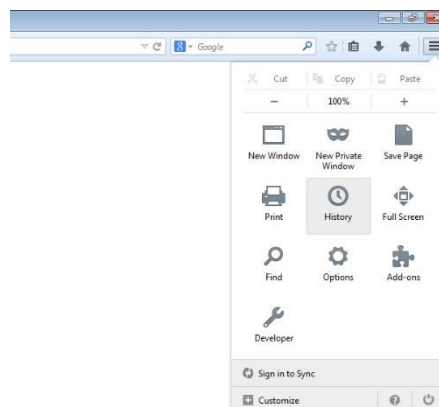 Google
Cut Copy Paste
100%
New Window New Private Save Page
Window
Print History Full Screen
Find Options Add-ons
Developer
Sign in to Sync
Customize